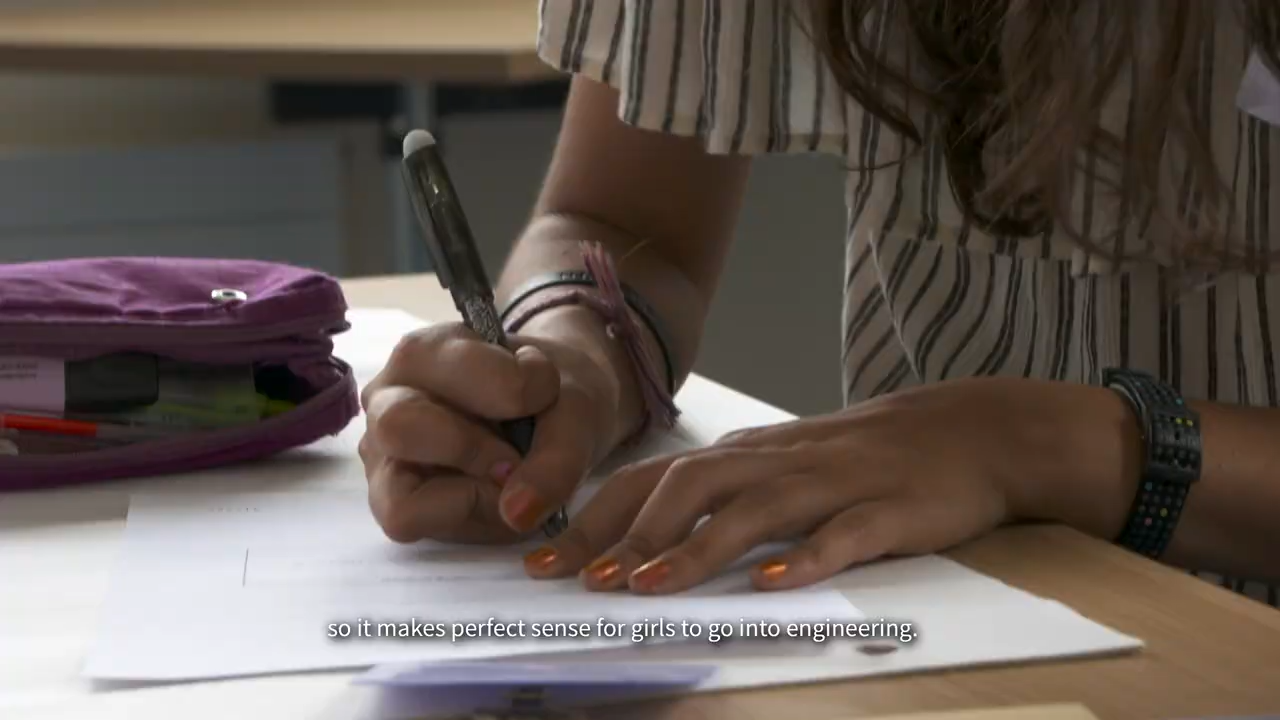 so it makes perfect sense for girls to go into engineering.